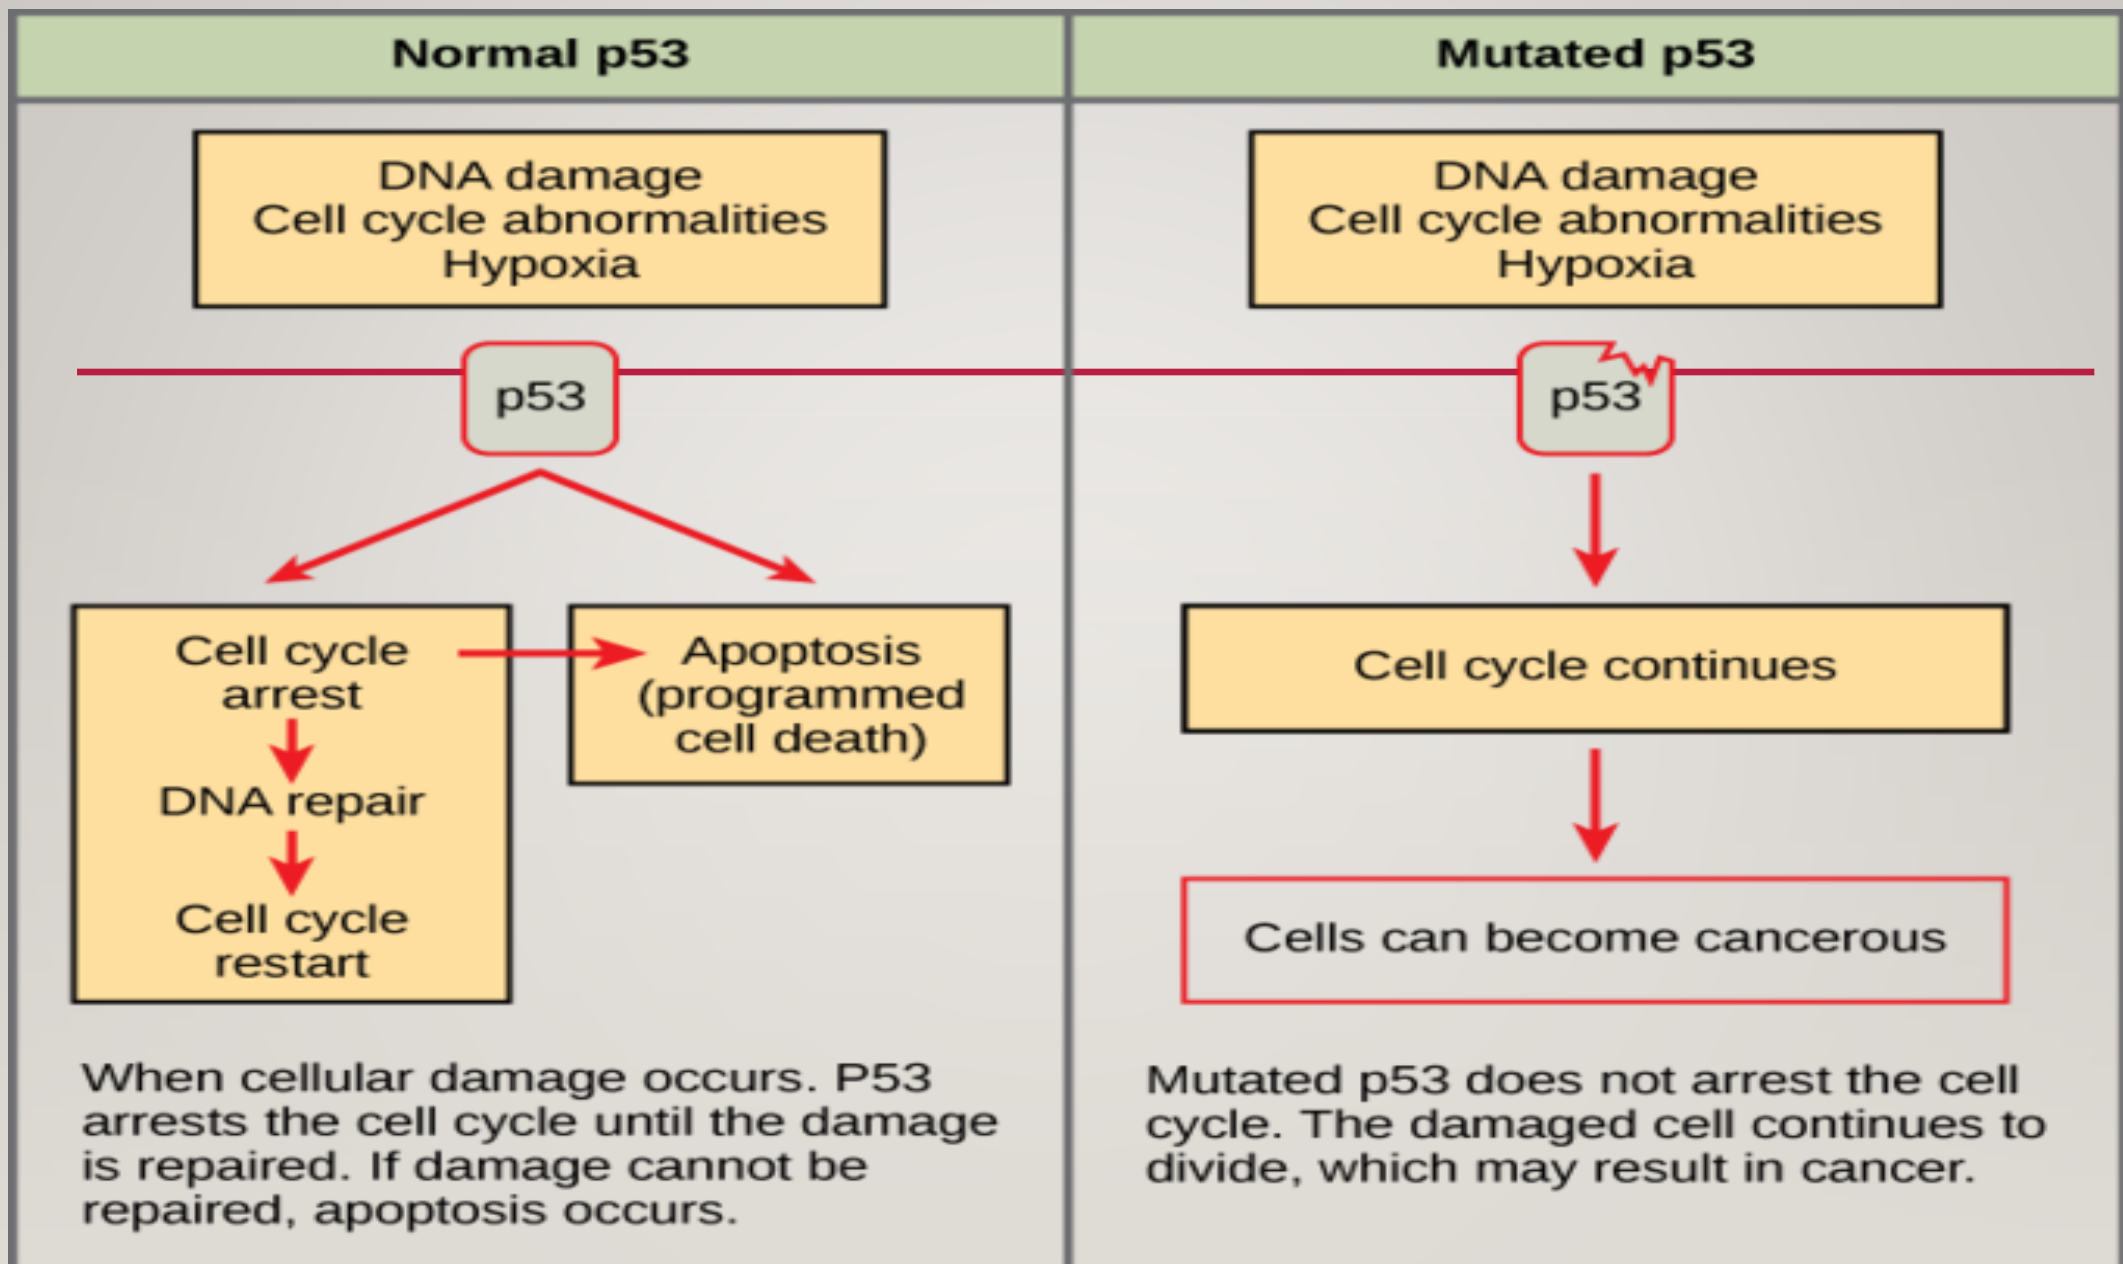 Normal p53
DNA damage
Cell cycle abnormalities
Hypoxia
p53
Cell cycle
arrest
DNA repair
Cell cycle
restart
Apoptosis
(programmed
cell death)
When cellular damage occurs. P53
arrests the cell cycle until the damage
is repaired. If damage cannot be
repaired, apoptosis occurs.
Mutated p53
DNA damage
Cell cycle abnormalities
Hypoxia
p53
Cell cycle continues
Cells can become cancerous
Mutated p53 does not arrest the cell
cycle. The damaged cell continues to
divide, which may result in cancer.